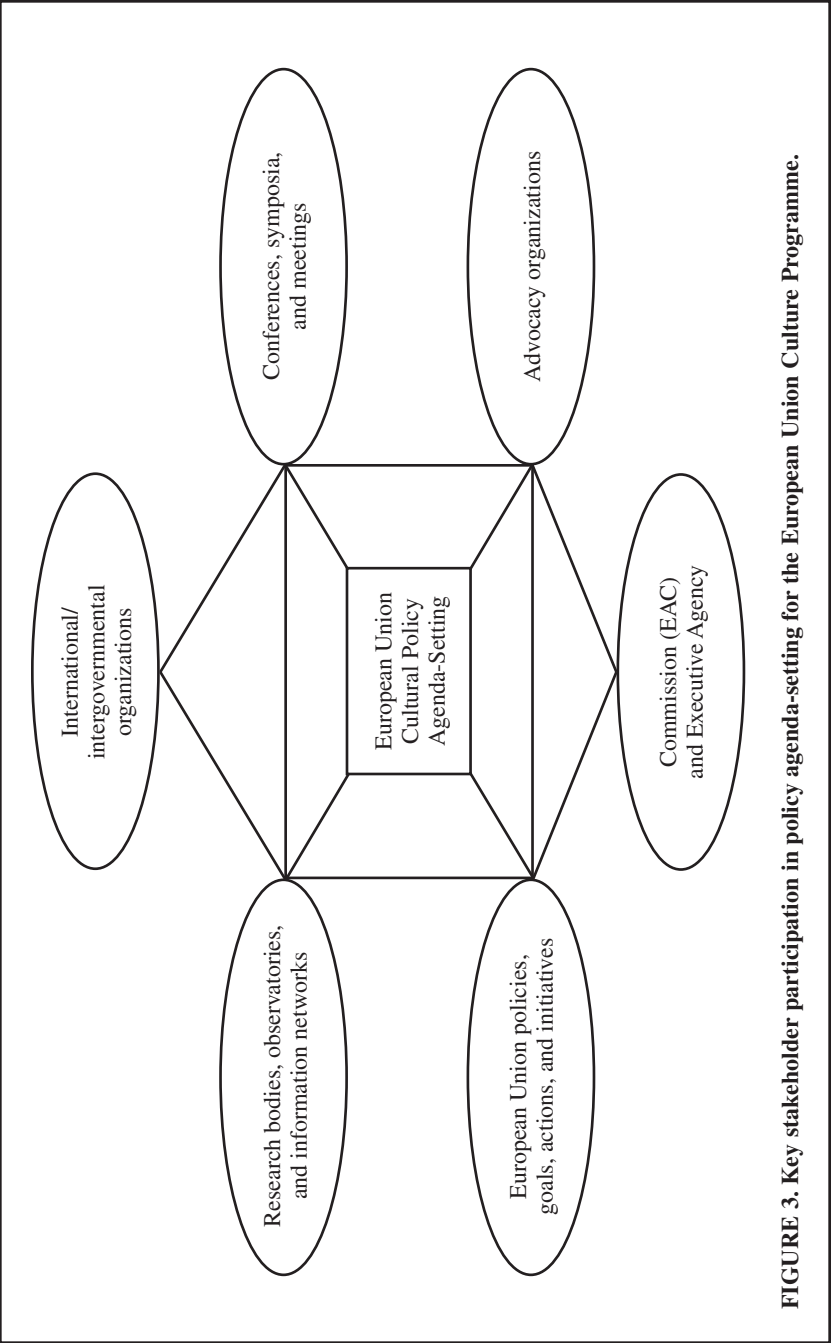 International/
intergovernmental
organizations
Research bodies, observatories,
and information networks
Conferences, symposia,
and meetings
European Union
Cultural Policy
Agenda-Setting
European Union policies,
goals, actions, and initiatives
Advocacy organizations
Commission (EAC)
and Executive Agency
FIGURE 3. Key stakeholder participation in policy agenda-setting for the European Union Culture Programme.